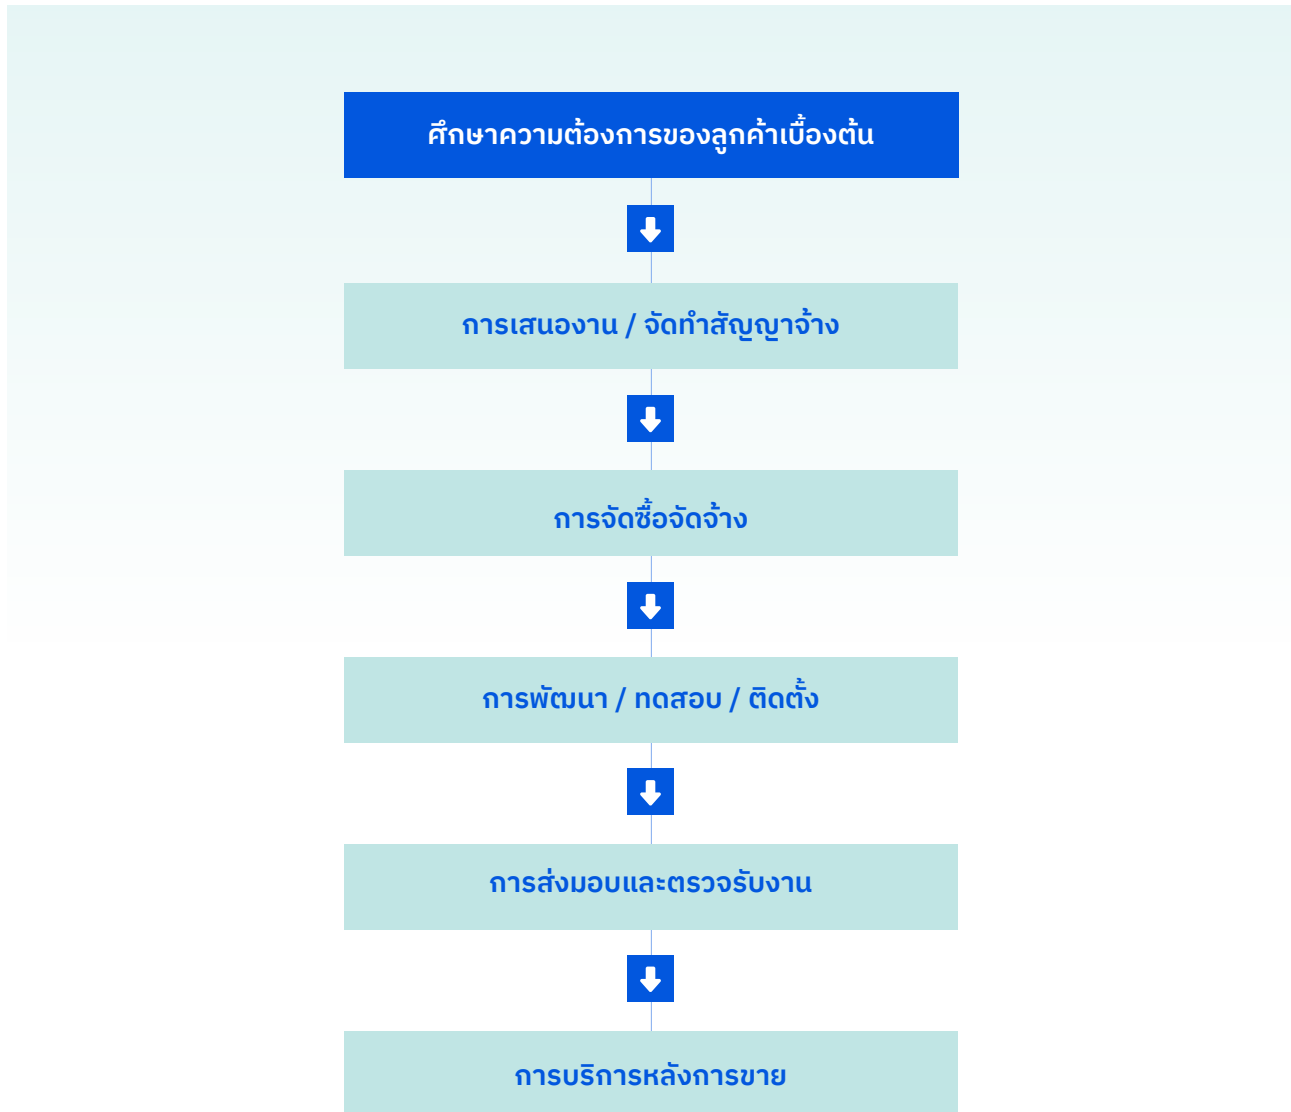 ศึกษาความต้องการของลูกค้าเบื้องต้น
การเสนองาน / จัดทำสัญญาจ้าง
การจัดซื้อจัดจ้าง
การพัฒนา / ทดสอบ / ติดตั้ง
การส่งมอบและตรวจรับงาน
การบริการหลังการขาย